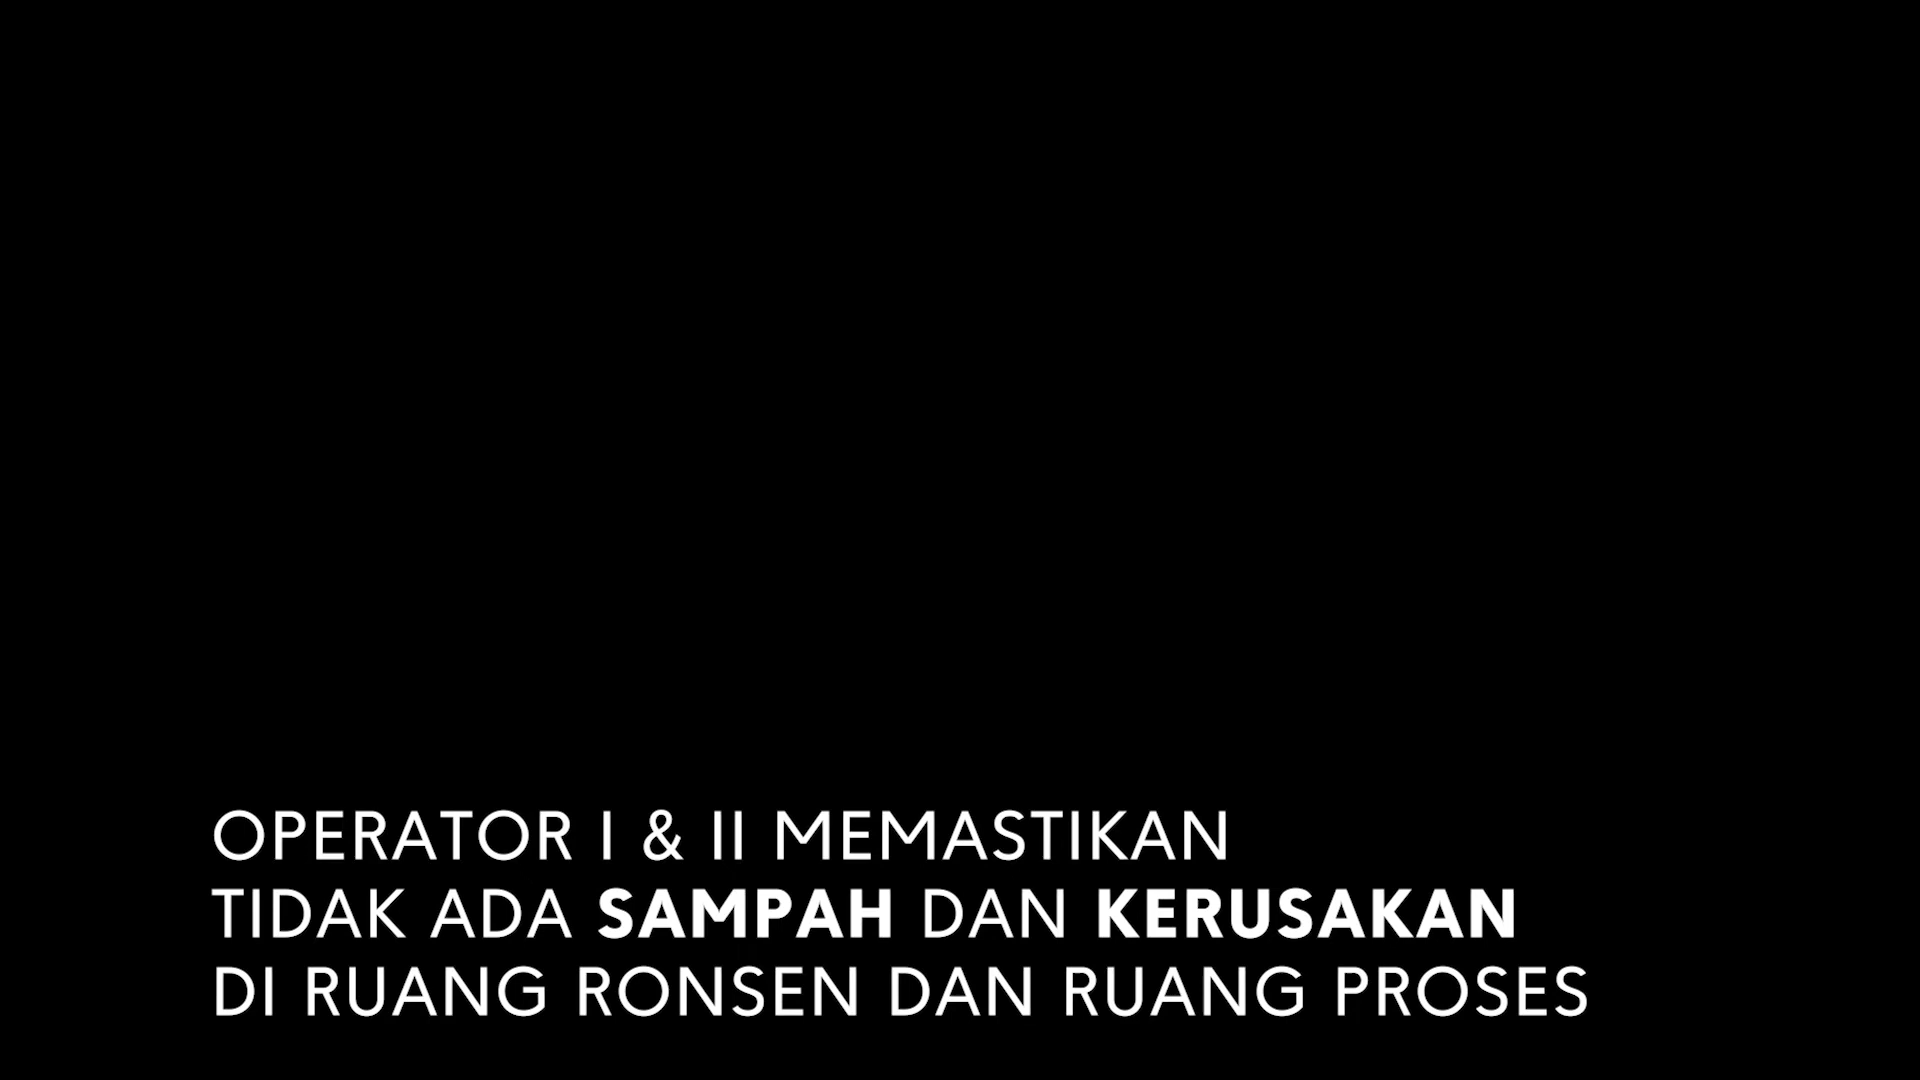 OPERATOR I & II MEMASTIKAN
TIDAK ADA SAMPAH DAN KERUSAKAN
DI RUANG RONSEN DAN RUANG PROSES